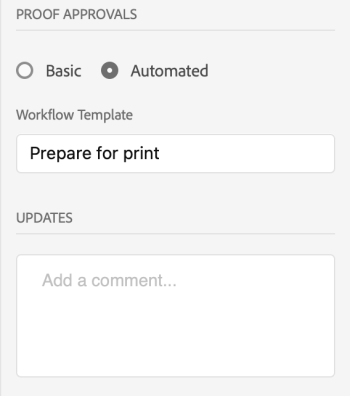 PROOF APPROVALS
Basic Automated
Workflow Template
Prepare for print
UPDATES
Add a comment...